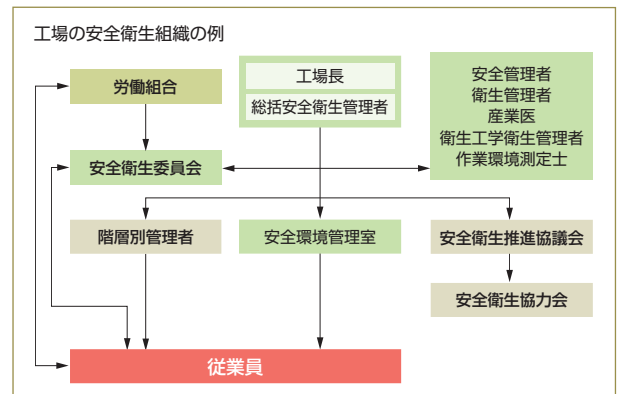 工場の安全衛生組織の例
労働組合
工場長
総括安全衛生管理者
安全管理者
衛生管理者
産業医
衛生工学衛生管理者
作業環境測定士
安全衛生委員会
階層別管理者
安全環境管理室
安全衛生推進協議会
安全衛生協力会
従業員